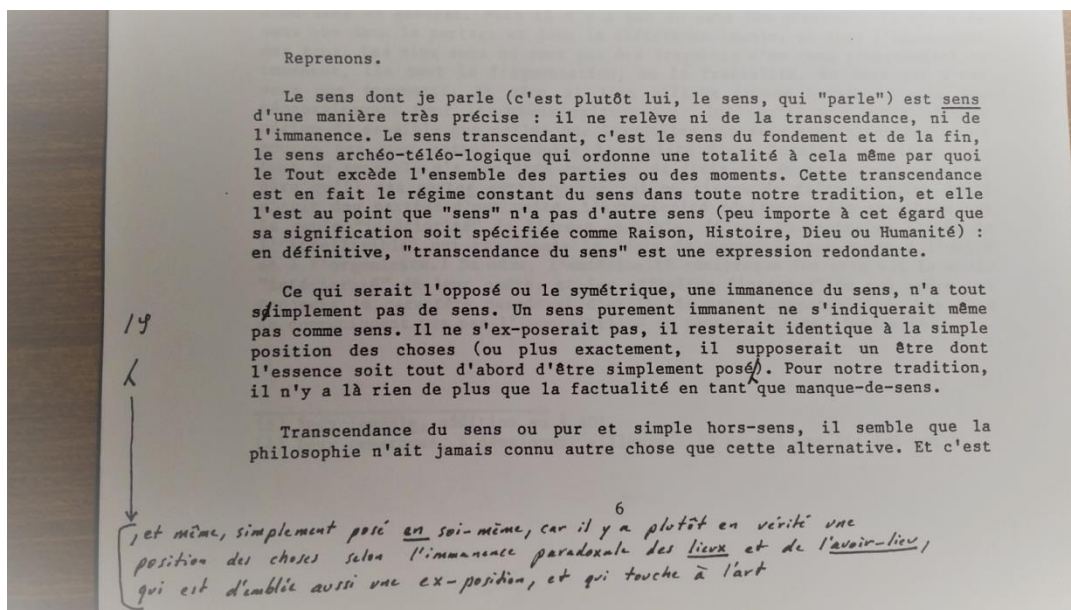 Reprenons.
Le sens dont je parle (c'est plutôt lui, le sens, qui "parle") est sens
d'une manière très précise : il ne relève ni de la transcendance, ni de
l'immanence. Le sens transcendant, c'est le sens du fondement et de la fin,
le sens archéo-téléo-logique qui ordonne une totalité à cela même par quoi
le Tout excède l'ensemble des parties ou des moments. Cette transcendance
est en fait le régime constant du sens dans toute notre tradition, et elle
l'est au point que "sens" n'a pas d'autre sens (peu importe à cet égard que
sa signification soit spécifiée comme Raison, Histoire, Dieu ou Humanité) :
en définitive, "transcendance du sens" est une expression redondante.
Ce qui serait l'opposé ou le symétrique, une immanence du sens, n'a tout
simplement pas de sens. Un sens purement immanent ne s'indiquerait même
pas comme sens. Il ne s'ex-poserait pas, il resterait identique à la simple
position des choses (ou plus exactement, il supposerait un être dont
l'essence soit tout d'abord d'être simplement posé). Pour notre tradition,
il n'y a là rien de plus que la factualité en tant que manque-de-sens.
Transcendance du sens ou pur et simple hors-sens, il semble que la
philosophie n'ait jamais connu autre chose que cette alternative. Et c'est
6
, et même, simplement posé en soi-même, car il y a plutôt en vérité une
position des choses selon l'immanence paradoxale des lieux et de l'avoir-lieu,
qui est d'emblée aussi une ex-position, et qui touche à l'art